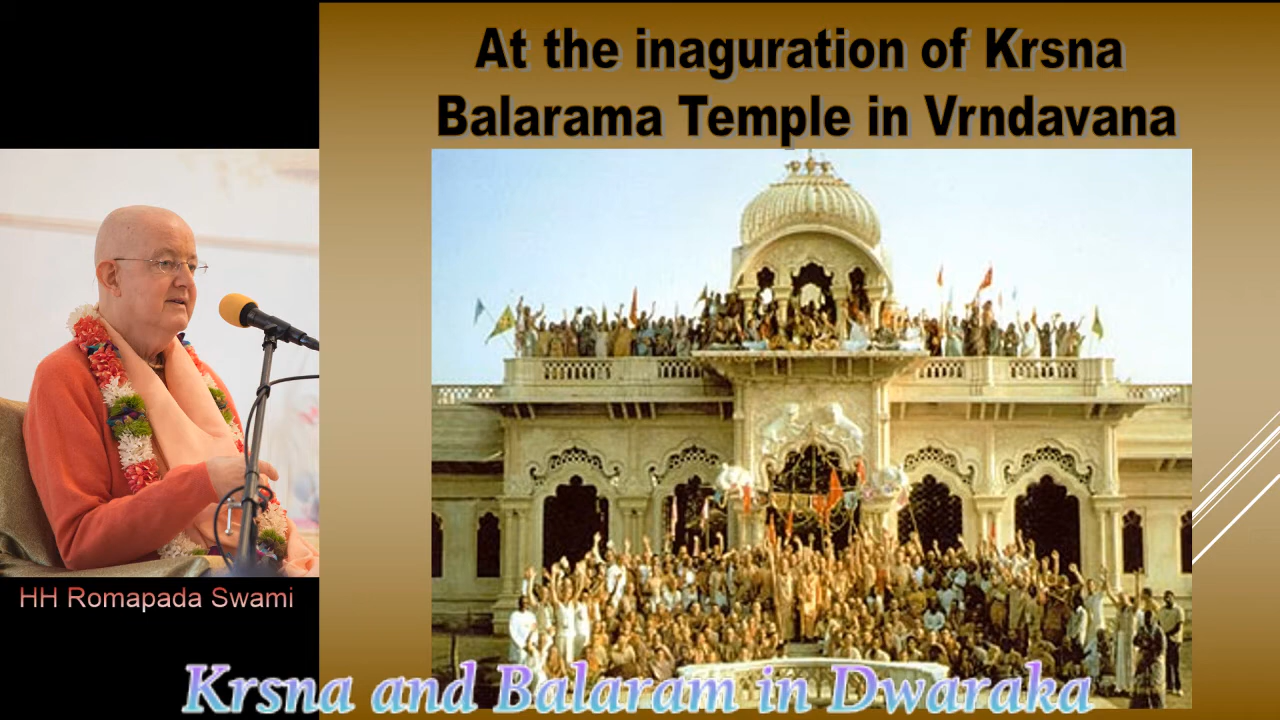 At the inaguration of Krsna
Balarama Temple in Vrndavana
HH Romapada Swami
Krsna and Balaram in Dwaraka